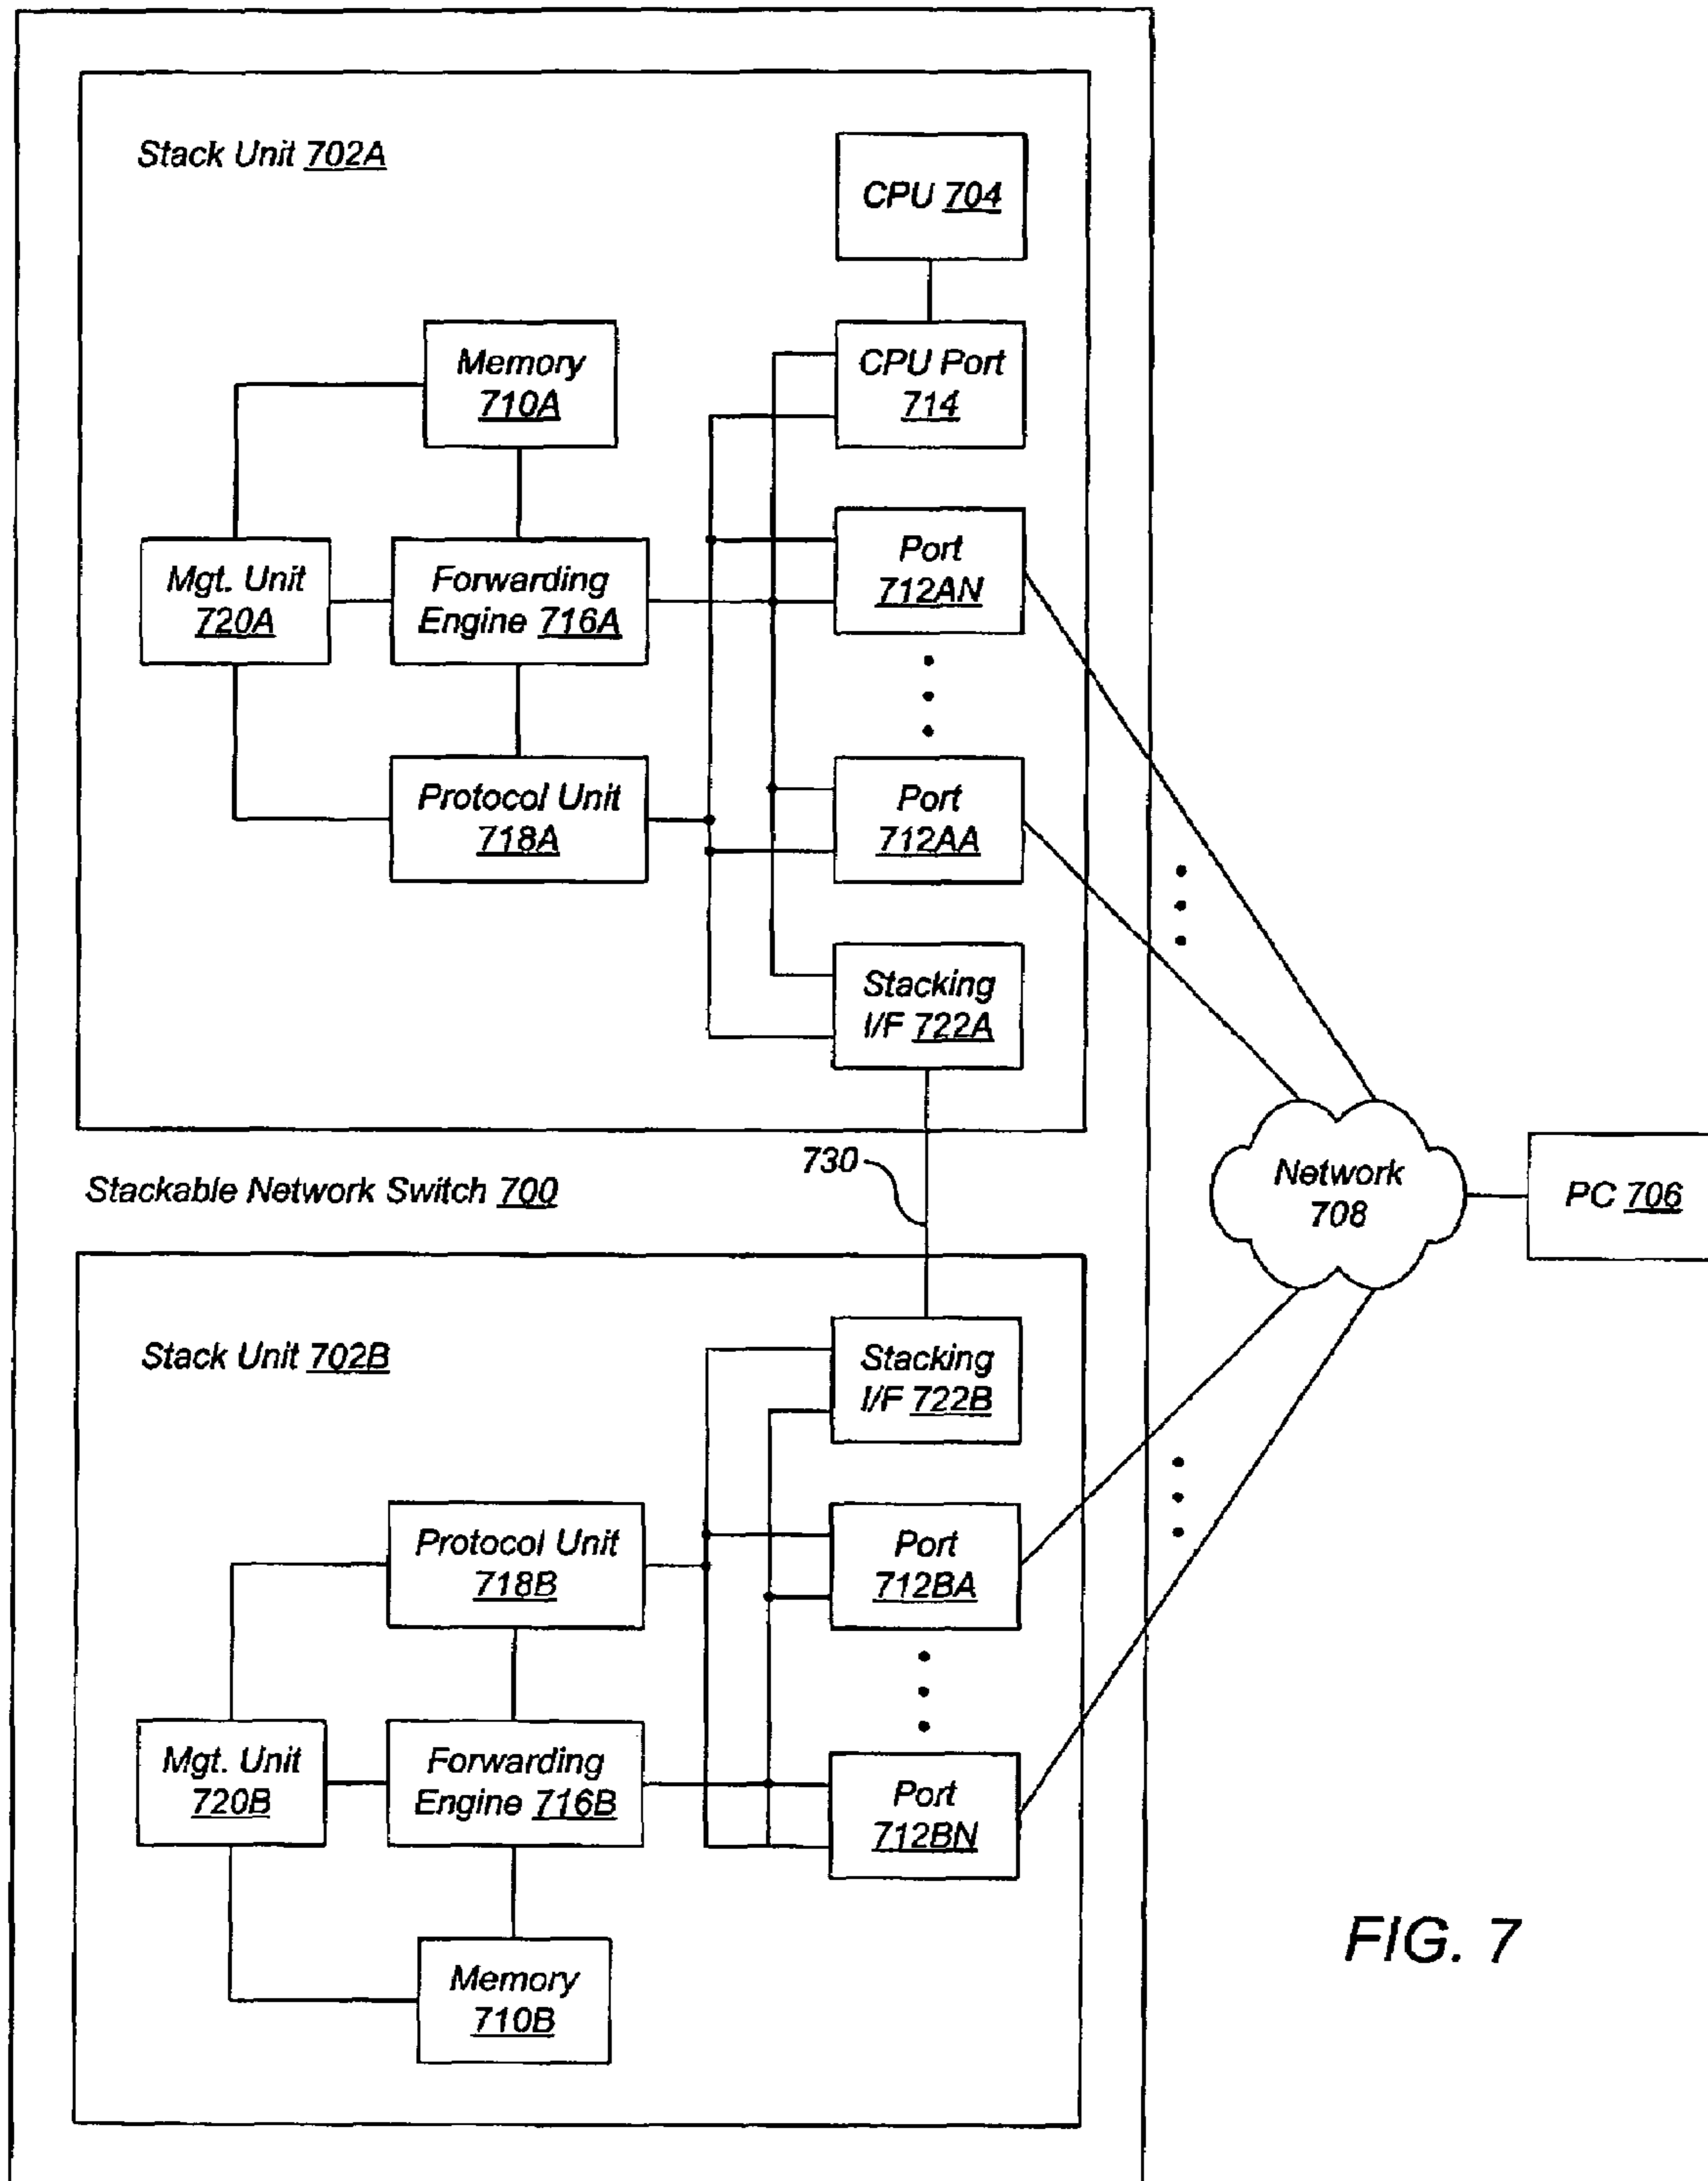 Stack Unit 702A
CPU 704
Memory
710A
CPU Port
714
Mgt. Unit
720A
Forwarding
Engine 716A
Port
712AN
Protocol Unit
718A
Port
712AA
Stacking
I/F 722A
730
Stackable Network Switch 700
Network
708
PC 706
Stack Unit 702B
Stacking
I/F 722B
Protocol Unit
718B
Port
712BA
Mgt. Unit
720B
Forwarding
Engine 716B
Port
712BN
Memory
710B
FIG. 7